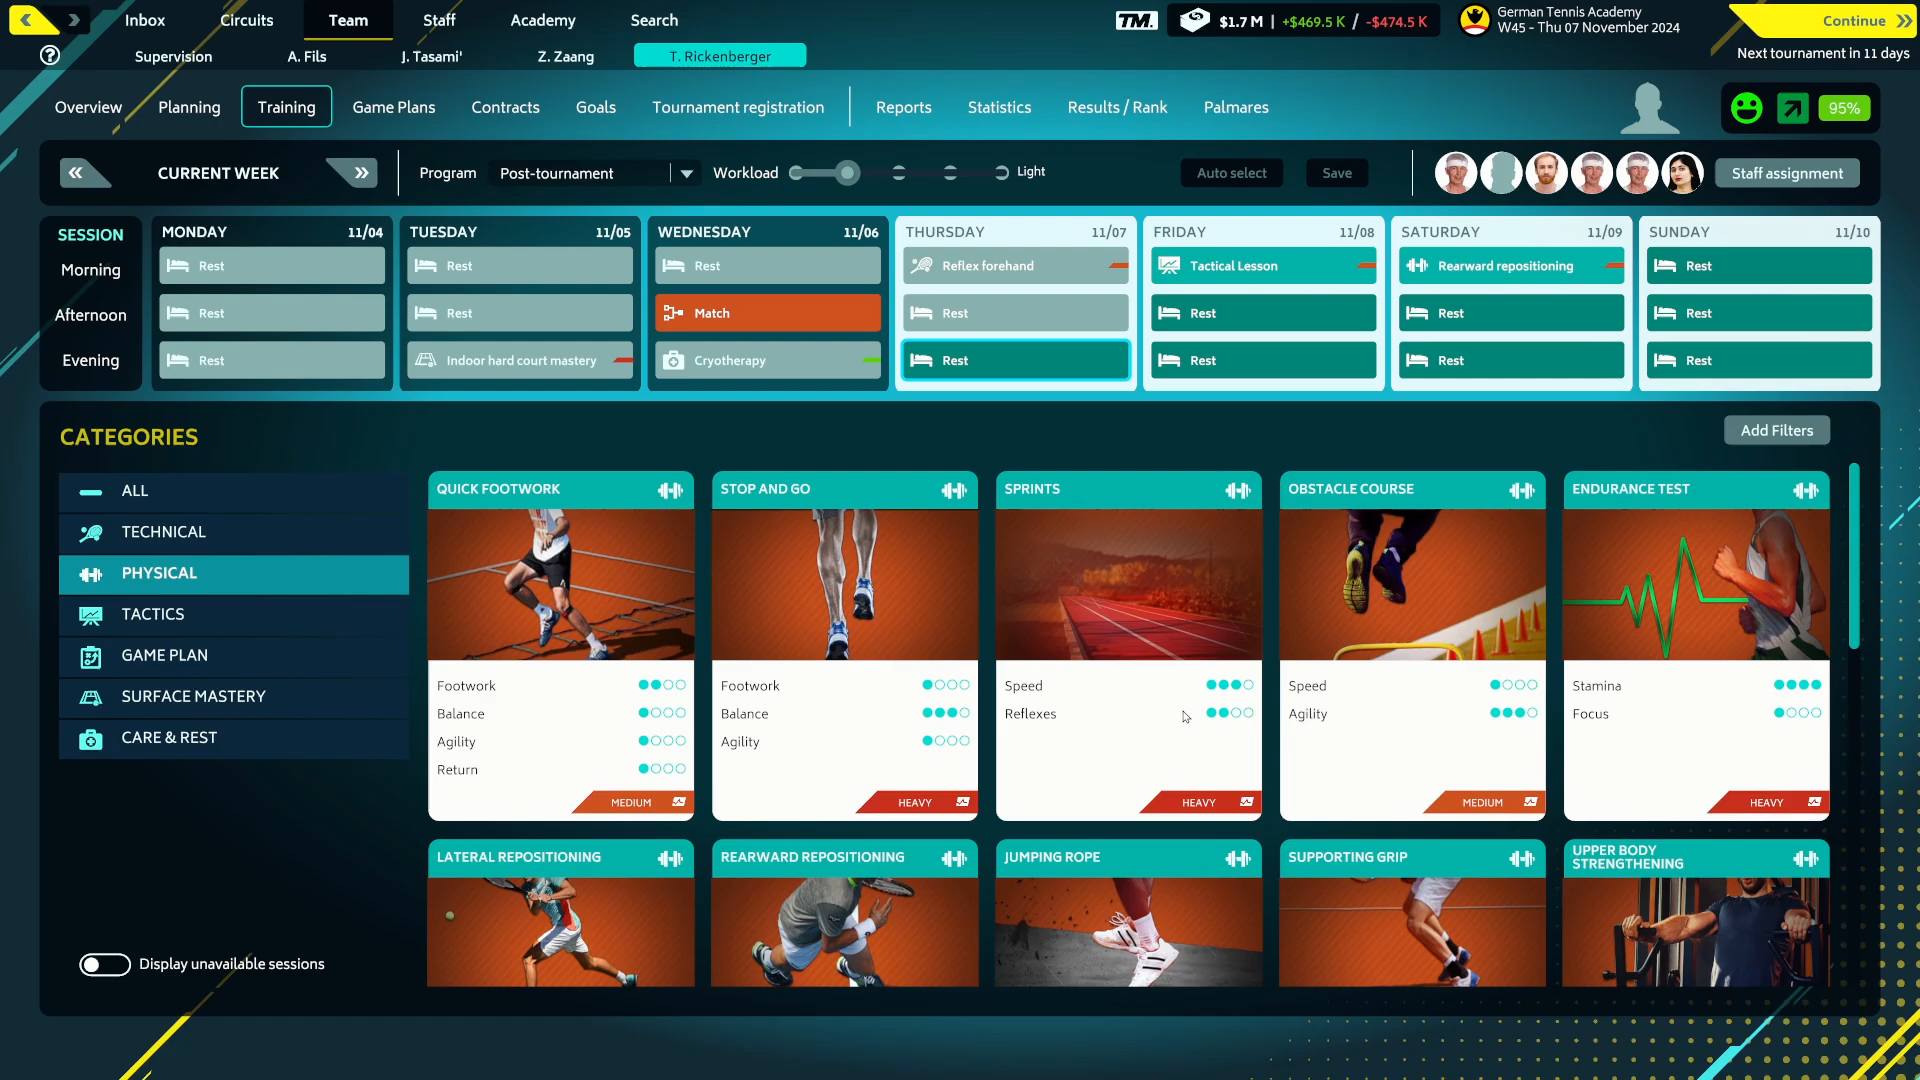 Inbox
Circuits
Team
Staff
Academy
Search
TM.
$1.7 M | +$469.5 K / -$474.5 K
German Tennis Academy
W45 - Thu 07 November 2024
Continue
Next tournament in 11 days
Supervision
A. Fils
J. Tasami'
Z. Zaang
T. Rickenberger
Overview
Planning
Training
Game Plans
Contracts
Goals
Tournament registration
Reports
Statistics
Results / Rank
Palmares
95%
CURRENT WEEK
Program
Post-tournament
Workload
Light
Auto select
Save
Staff assignment
SESSION
MONDAY 11/04
TUESDAY 11/05
WEDNESDAY 11/06
THURSDAY 11/07
FRIDAY 11/08
SATURDAY 11/09
SUNDAY 11/10
Morning
Rest
Rest
Rest
Reflex forehand
Tactical Lesson
Rearward repositioning
Rest
Afternoon
Rest
Rest
Match
Rest
Rest
Rest
Rest
Evening
Rest
Indoor hard court mastery
Cryotherapy
Rest
Rest
Rest
Rest
CATEGORIES
Add Filters
ALL
TECHNICAL
PHYSICAL
TACTICS
GAME PLAN
SURFACE MASTERY
CARE & REST
Display unavailable sessions
QUICK FOOTWORK
Footwork
Balance
Agility
Return
MEDIUM
STOP AND GO
Footwork
Balance
Agility
HEAVY
SPRINTS
Speed
Reflexes
HEAVY
OBSTACLE COURSE
Speed
Agility
MEDIUM
ENDURANCE TEST
Stamina
Focus
HEAVY
LATERAL REPOSITIONING
REARWARD REPOSITIONING
JUMPING ROPE
SUPPORTING GRIP
UPPER BODY
STRENGTHENING